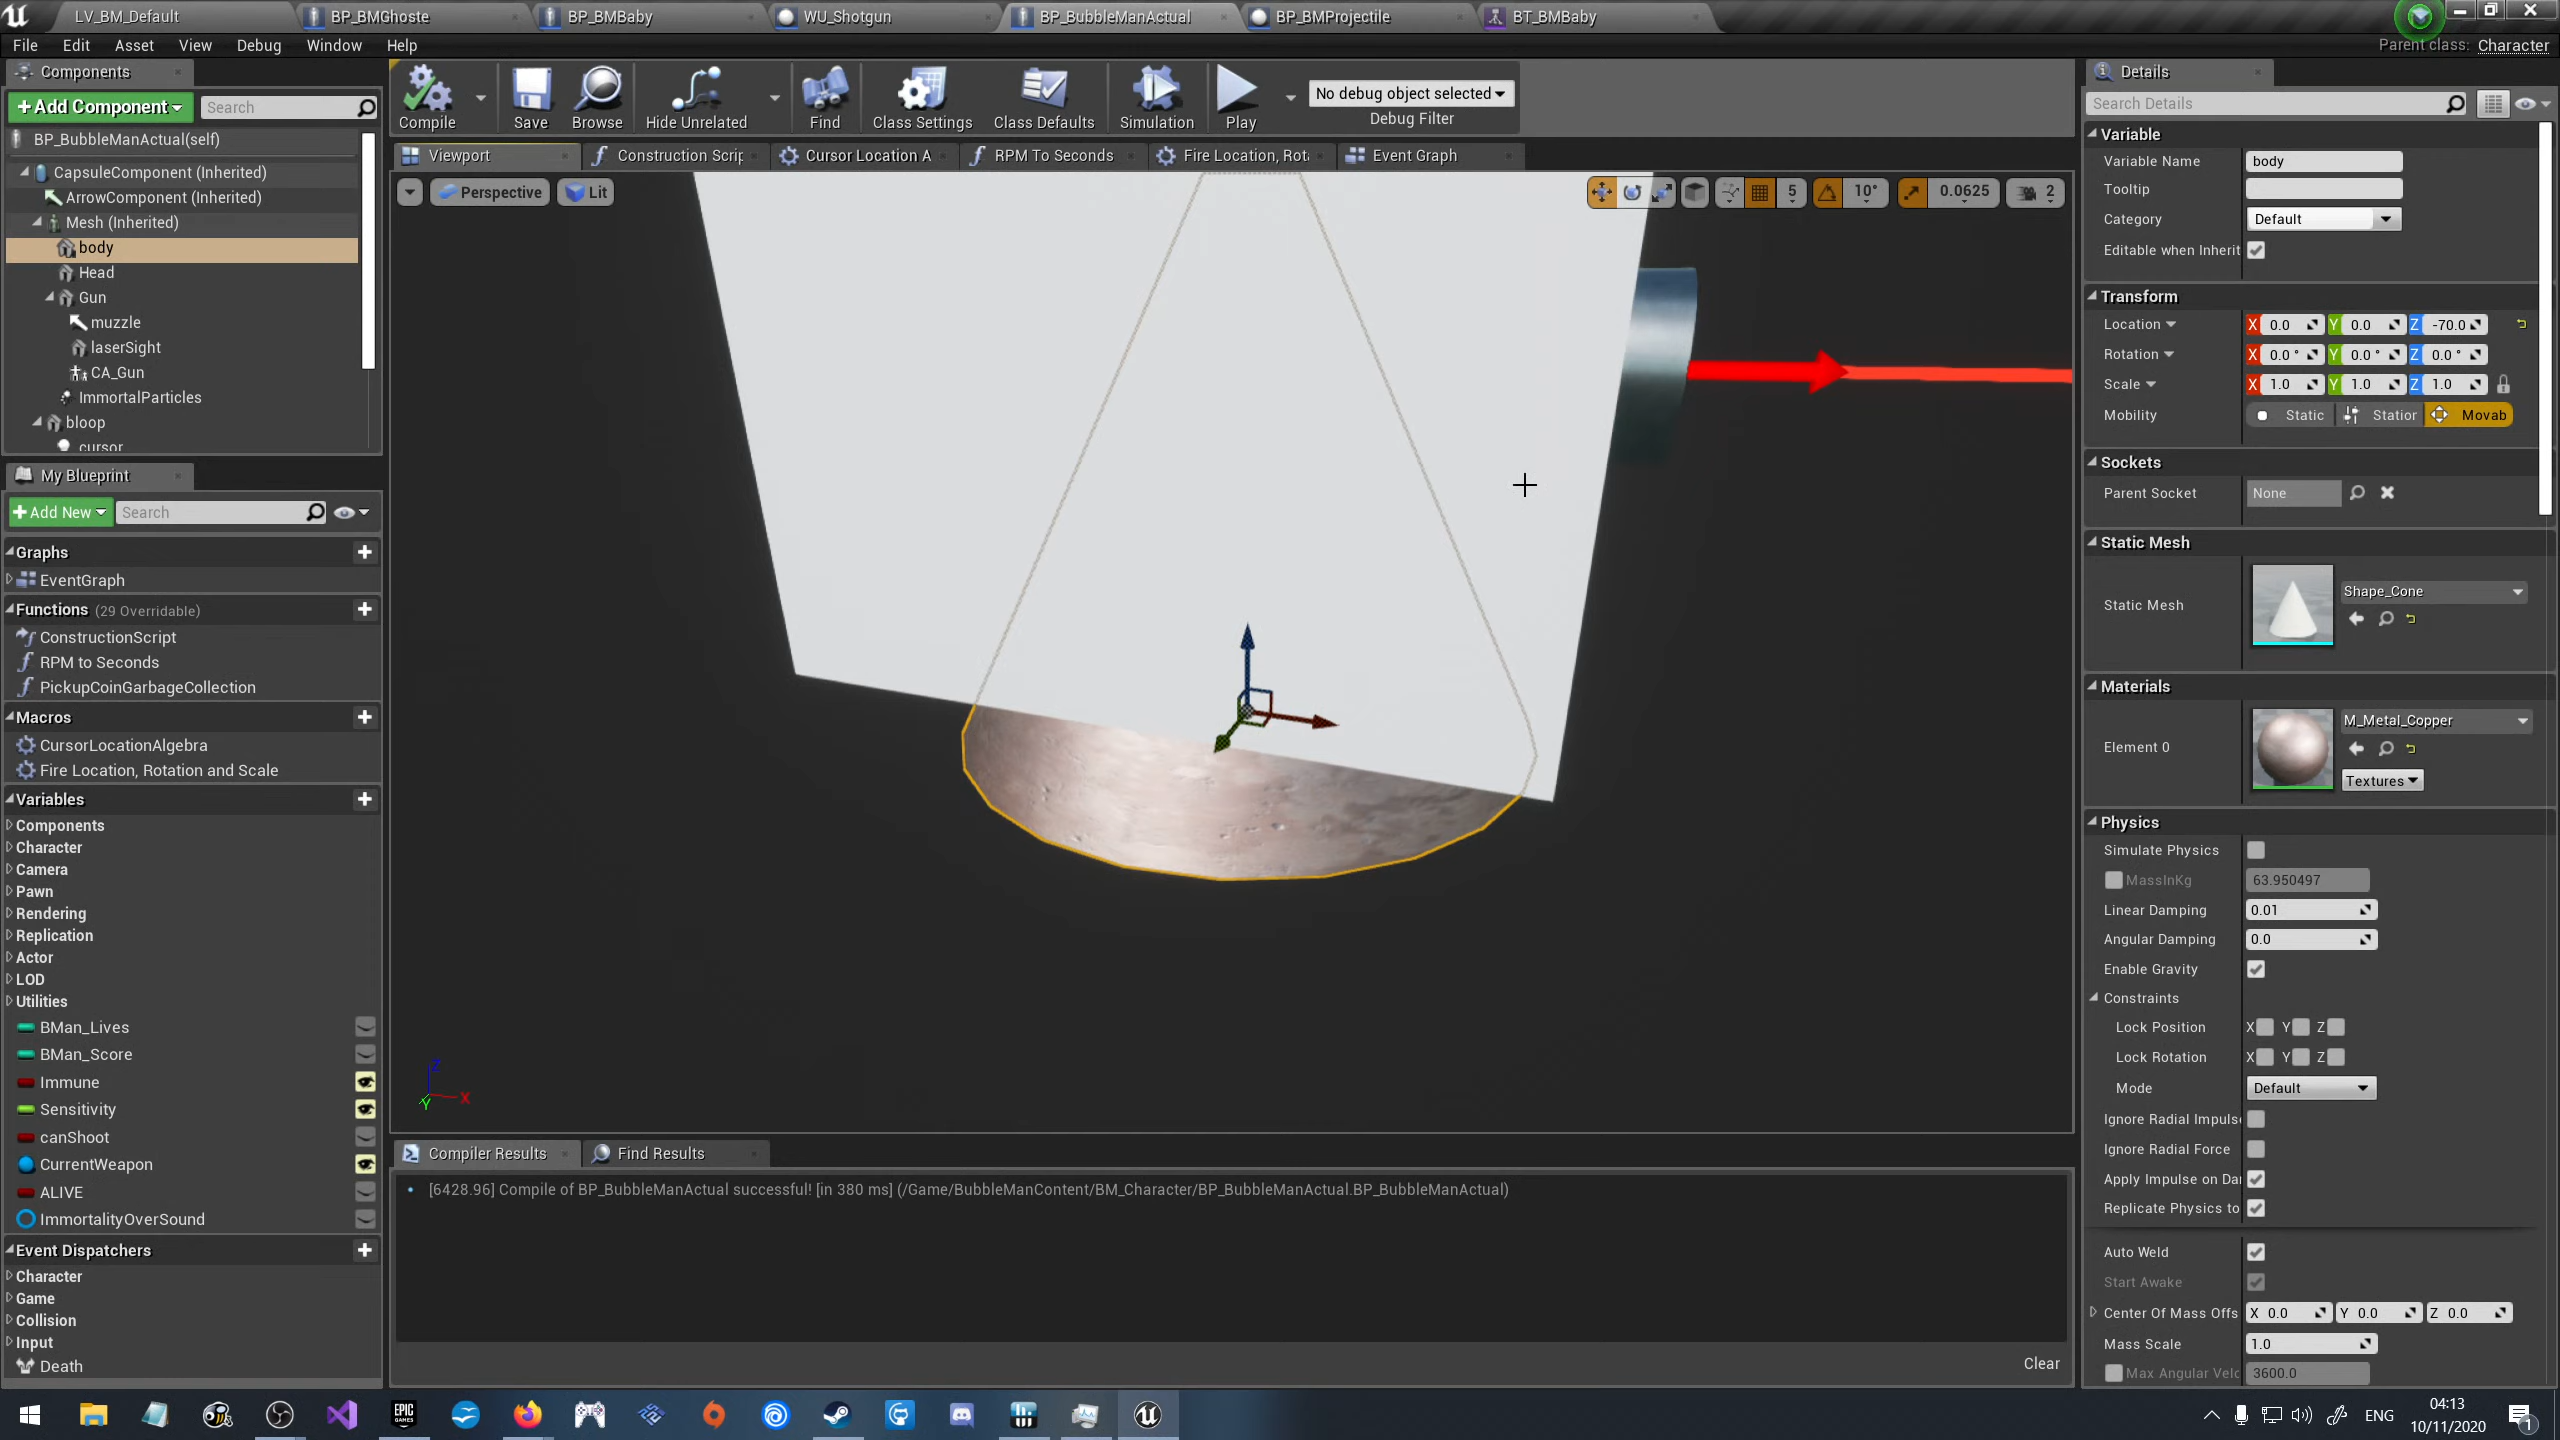 LV_BM_Default
BP_BMGhoste
BP_BMBaby
WU_Shotgun
BP_BubbleManActual
BP_BMProjectile
BT_BMBaby
File Edit Asset View Debug Window Help
Parent class: Character
Components
+Add Component
Search
BP_BubbleManActual(self)
CapsuleComponent (Inherited)
ArrowComponent (Inherited)
Mesh (Inherited)
body
Head
Gun
muzzle
laserSight
CA_Gun
ImmortalParticles
bloop
cursor
My Blueprint
+Add New
Search
Graphs
EventGraph
Functions (29 Overridable)
ConstructionScript
RPM to Seconds
PickupCoinGarbageCollection
Macros
CursorLocationAlgebra
Fire Location, Rotation and Scale
Variables
Components
Character
Camera
Pawn
Rendering
Replication
Actor
LOD
Utilities
BMan_Lives
BMan_Score
Immune
Sensitivity
canShoot
CurrentWeapon
ALIVE
ImmortalityOverSound
Event Dispatchers
Character
Game
Collision
Input
Death
Compile
Save
Browse
Hide Unrelated
Find
Class Settings
Class Defaults
Simulation
Play
No debug object selected
Debug Filter
Viewport
Construction Scrip
Cursor Location A
RPM To Seconds
Fire Location, Rota
Event Graph
Perspective
Lit
5
10°
0.0625
2
Z
X
Y
Compiler Results
Find Results
[6428.96] Compile of BP_BubbleManActual successful! [in 380 ms] (/Game/BubbleManContent/BM_Character/BP_BubbleManActual.BP_BubbleManActual)
Clear
Details
Search Details
Variable
Variable Name body
Tooltip
Category Default
Editable when Inherit
Transform
Location X 0.0 Y 0.0 Z -70.0
Rotation X 0.0 ° Y 0.0 ° Z 0.0 °
Scale X 1.0 Y 1.0 Z 1.0
Mobility Static Station Movab
Sockets
Parent Socket None
Static Mesh
Static Mesh Shape_Cone
Materials
Element 0 M_Metal_Copper
Textures
Physics
Simulate Physics
MassInKg 63.950497
Linear Damping 0.01
Angular Damping 0.0
Enable Gravity
Constraints
Lock Position X Y Z
Lock Rotation X Y Z
Mode Default
Ignore Radial Impuls
Ignore Radial Force
Apply Impulse on Da
Replicate Physics to
Auto Weld
Start Awake
Center Of Mass Offs X 0.0 Y 0.0 Z 0.0
Mass Scale 1.0
Max Angular Velc 3600.0
EPIC GAMES
ENG
04:13
10/11/2020
1